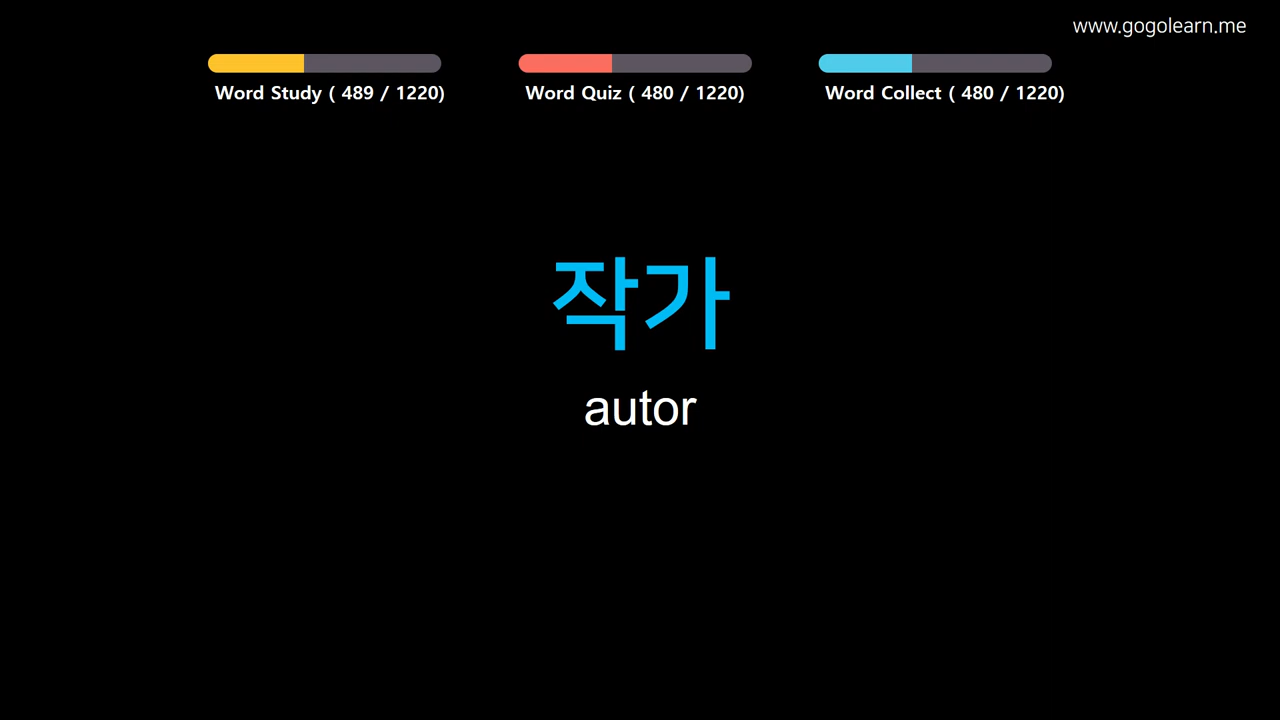 www.gogolearn.me
Word Study ( 489 / 1220)
Word Quiz ( 480 / 1220)
Word Collect ( 480 / 1220)
작가
autor